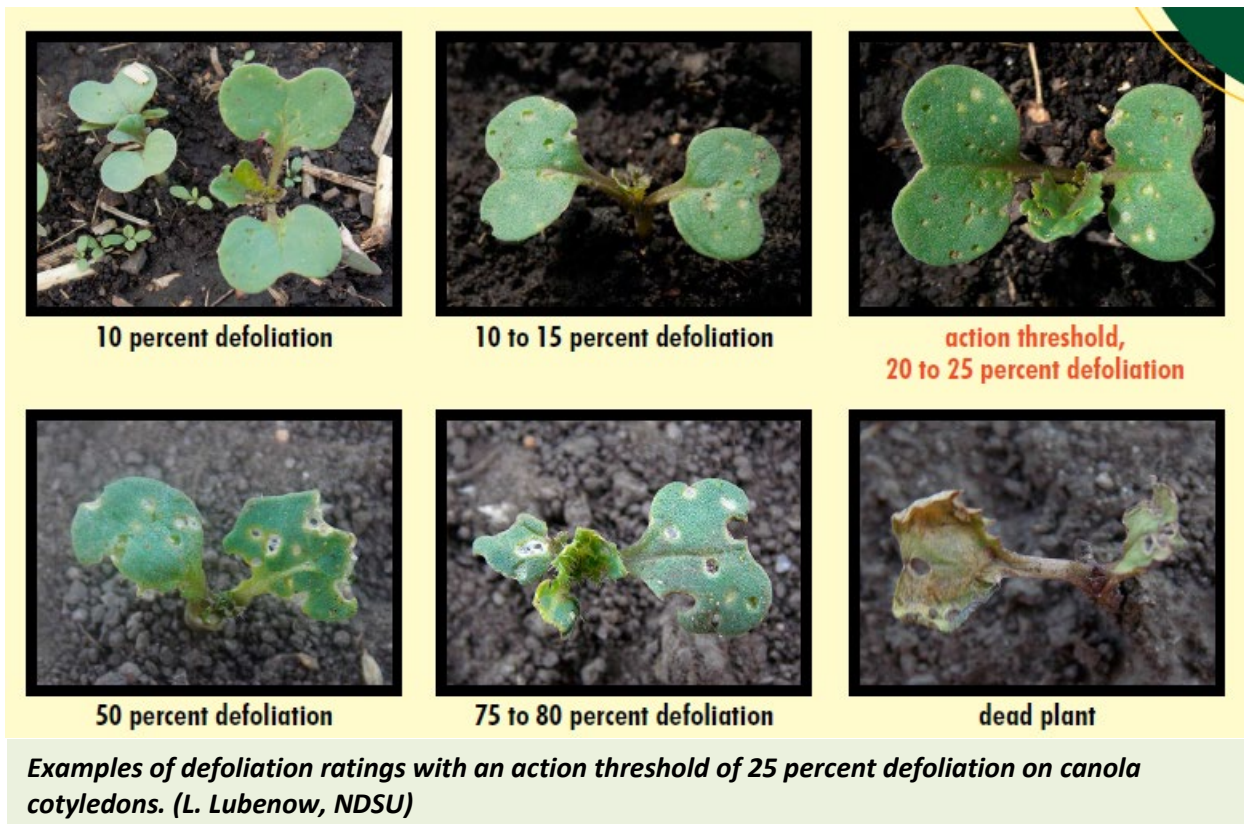 10 percent defoliation
10 to 15 percent defoliation
action threshold,
20 to 25 percent defoliation
50 percent defoliation
75 to 80 percent defoliation
dead plant
Examples of defoliation ratings with an action threshold of 25 percent defoliation on canola
cotyledons. (L. Lubenow, NDSU)